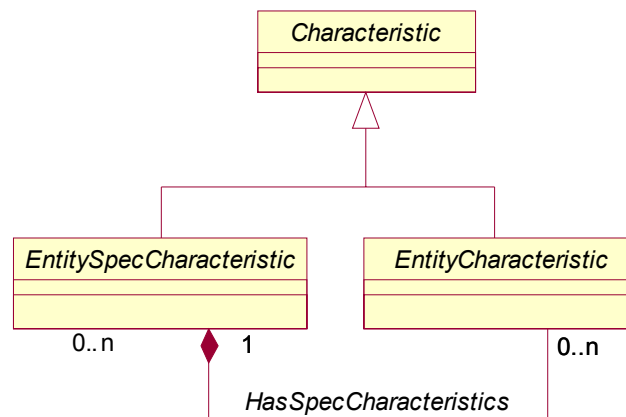 Characteristic
EntitySpecCharacteristic
EntityCharacteristic
0..n
1
0..n
HasSpecCharacteristics